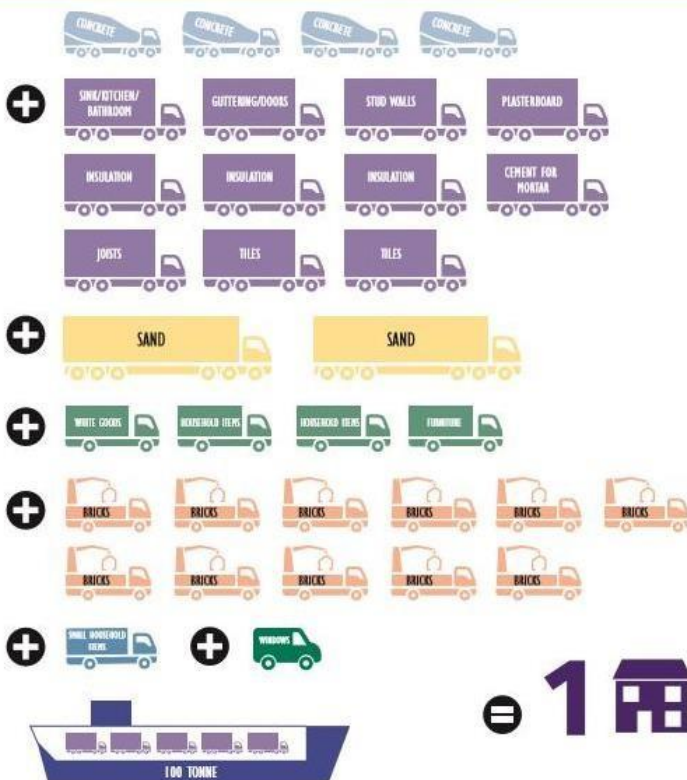 CONCRETE CONCRETE CONCRETE CONCRETE
+
SINK/KITCHEN/
BATHROOM
GUTTERING/DOORS
STUD WALLS
PLASTERBOARD
INSULATION
INSULATION
INSULATION
CEMENT FOR
MORTAR
JOISTS
TILES
TILES
+
SAND
SAND
+
WHITE GOODS
HOUSEHOLD ITEMS
HOUSEHOLD ITEMS
FURNITURE
+
BRICKS BRICKS BRICKS BRICKS BRICKS BRICKS
BRICKS BRICKS BRICKS BRICKS BRICKS
+
SMALL HOUSEHOLD
ITEMS
+
WINDOWS
= 1
100 TONNE